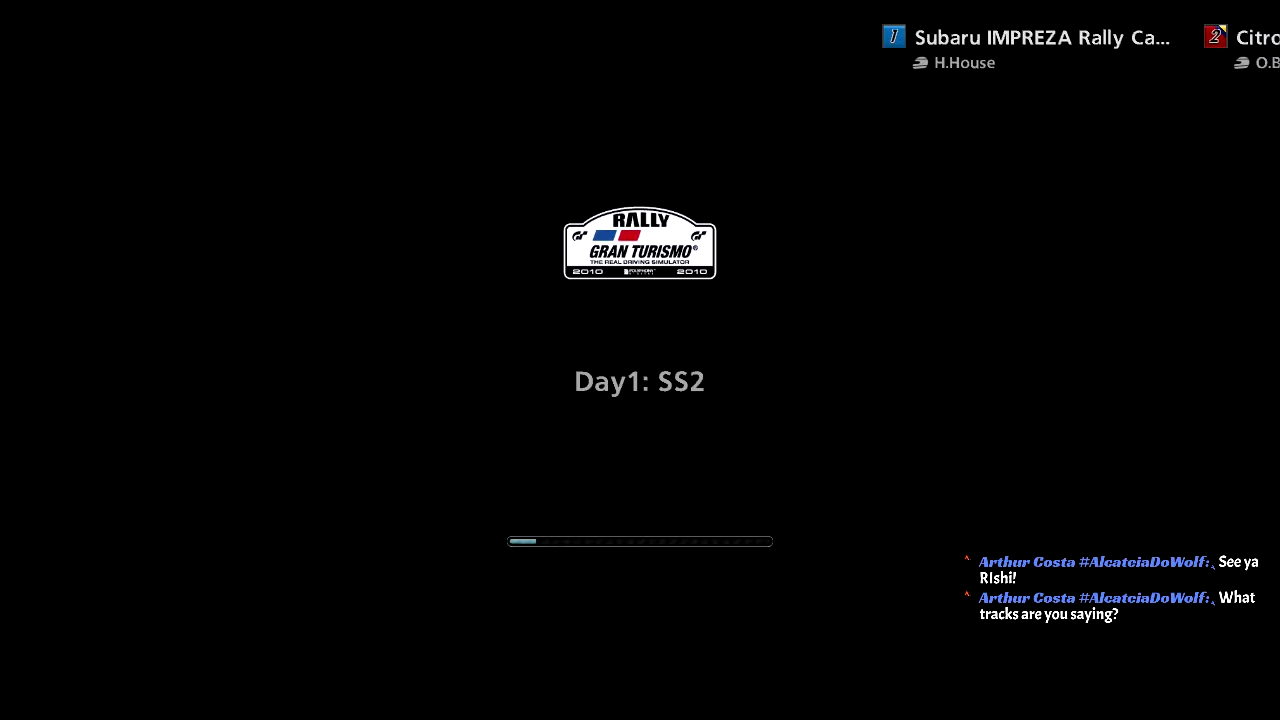 1 Subaru IMPREZA Rally Ca...
H.House
2 Citro
O.B
RALLY
GRAN TURISMO®
THE REAL DRIVING SIMULATOR
2010 2010
Day1: SS2
Arthur Costa #AlcateiaDoWolf: See ya
RIshi!
Arthur Costa #AlcateiaDoWolf: What
tracks are you saying?